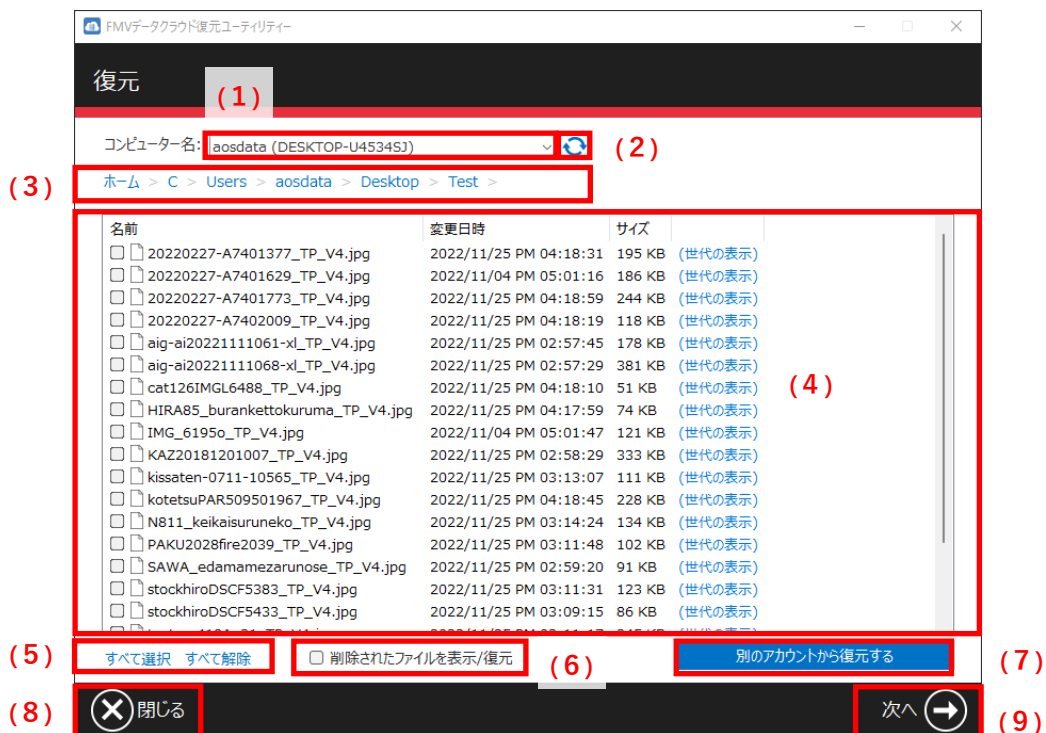 FMVデータクラウド復元ユーティリティー
復元
(1)
コンピューター名: aosdata (DESKTOP-U4534SJ)
(2)
(3)
ホーム > C > Users > aosdata > Desktop > Test >
名前 変更日時 サイズ
20220227-A7401377_TP_V4.jpg 2022/11/25 PM 04:18:31 195 KB (世代の表示)
20220227-A7401629_TP_V4.jpg 2022/11/04 PM 05:01:16 186 KB (世代の表示)
20220227-A7401773_TP_V4.jpg 2022/11/25 PM 04:18:59 244 KB (世代の表示)
20220227-A7402009_TP_V4.jpg 2022/11/25 PM 04:18:19 118 KB (世代の表示)
aig-ai20221111061-xl_TP_V4.jpg 2022/11/25 PM 02:57:45 178 KB (世代の表示)
aig-ai20221111068-xl_TP_V4.jpg 2022/11/25 PM 02:57:29 381 KB (世代の表示)
cat126IMGL6488_TP_V4.jpg 2022/11/25 PM 04:18:10 51 KB (世代の表示)
(4)
HIRA85_burankettokuruma_TP_V4.jpg 2022/11/25 PM 04:17:59 74 KB (世代の表示)
IMG_6195o_TP_V4.jpg 2022/11/04 PM 05:01:47 121 KB (世代の表示)
KAZ20181201007_TP_V4.jpg 2022/11/25 PM 02:58:29 333 KB (世代の表示)
kissaten-0711-10565_TP_V4.jpg 2022/11/25 PM 03:13:07 111 KB (世代の表示)
kotetsuPAR509501967_TP_V4.jpg 2022/11/25 PM 04:18:45 228 KB (世代の表示)
N811_keikaisuruneko_TP_V4.jpg 2022/11/25 PM 03:14:24 134 KB (世代の表示)
PAKU2028fire2039_TP_V4.jpg 2022/11/25 PM 03:11:48 102 KB (世代の表示)
SAWA_edamamezarunose_TP_V4.jpg 2022/11/25 PM 02:59:20 91 KB (世代の表示)
stockhiroDSCF5383_TP_V4.jpg 2022/11/25 PM 03:11:31 123 KB (世代の表示)
stockhiroDSCF5433_TP_V4.jpg 2022/11/25 PM 03:09:15 86 KB (世代の表示)
(5)
すべて選択 すべて解除
削除されたファイルを表示/復元
(6)
別のアカウントから復元する
(7)
(8)
閉じる
次へ
(9)